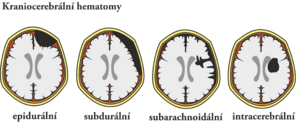 Kraniocerebrální hematomy
epidurální subdurální subarachnoidální intracerebrální